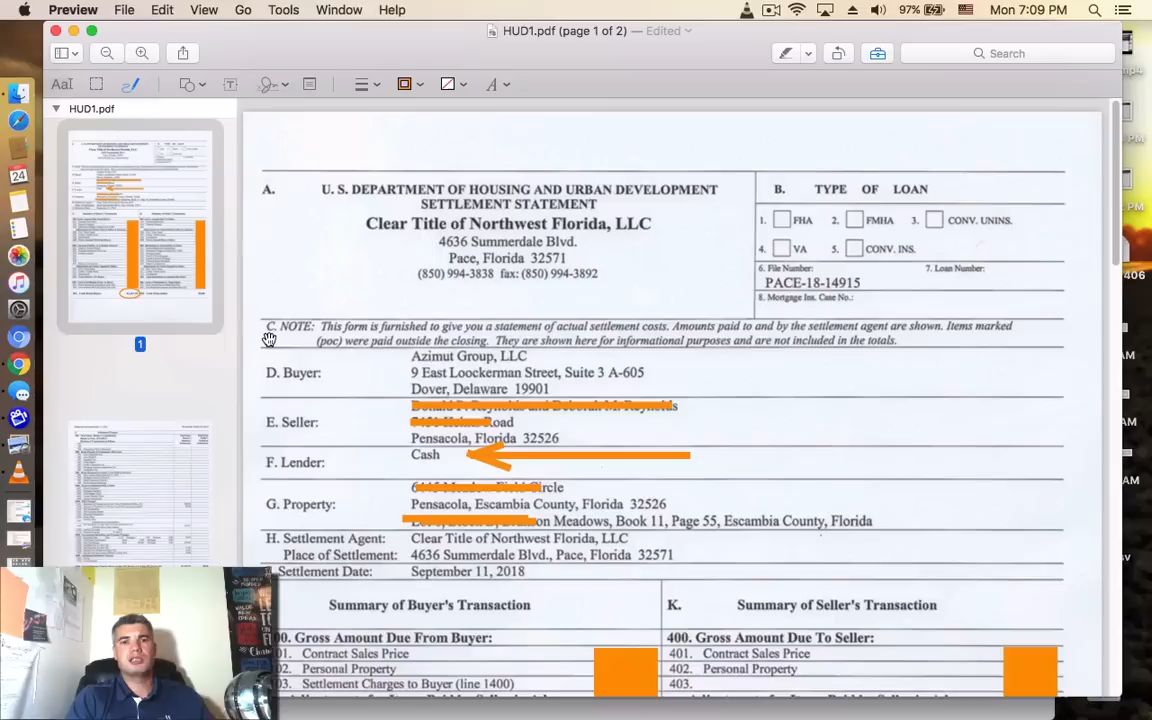 Preview File Edit View Go Tools Window Help 97% Mon 7:09 PM
HUD1.pdf (page 1 of 2) — Edited
Search
HUD1.pdf
A. U. S. DEPARTMENT OF HOUSING AND URBAN DEVELOPMENT
SETTLEMENT STATEMENT
Clear Title of Northwest Florida, LLC
4636 Summerdale Blvd.
Pace, Florida 32571
(850) 994-3838 fax: (850) 994-3892
B. TYPE OF LOAN
1. FHA 2. FMHA 3. CONV. UNINS.
4. VA 5. CONV. INS.
6. File Number: 7. Loan Number:
PACE-18-14915
8. Mortgage Ins. Case No.:
C. NOTE: This form is furnished to give you a statement of actual settlement costs. Amounts paid to and by the settlement agent are shown. Items marked
(poc) were paid outside the closing. They are shown here for informational purposes and are not included in the totals.
D. Buyer: Azimut Group, LLC
9 East Loockerman Street, Suite 3 A-605
Dover, Delaware 19901
E. Seller:
Road
Pensacola, Florida 32526
F. Lender: Cash
G. Property: Circle
Pensacola, Escambia County, Florida 32526
Meadows, Book 11, Page 55, Escambia County, Florida
H. Settlement Agent: Clear Title of Northwest Florida, LLC
Place of Settlement: 4636 Summerdale Blvd., Pace, Florida 32571
Settlement Date: September 11, 2018
Summary of Buyer's Transaction K. Summary of Seller's Transaction
00. Gross Amount Due From Buyer: 400. Gross Amount Due To Seller:
01. Contract Sales Price 401. Contract Sales Price
02. Personal Property 402. Personal Property
03. Settlement Charges to Buyer (line 1400) 403.
1
24
406
AM